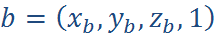 b = (x_b, y_b, z_b, 1)